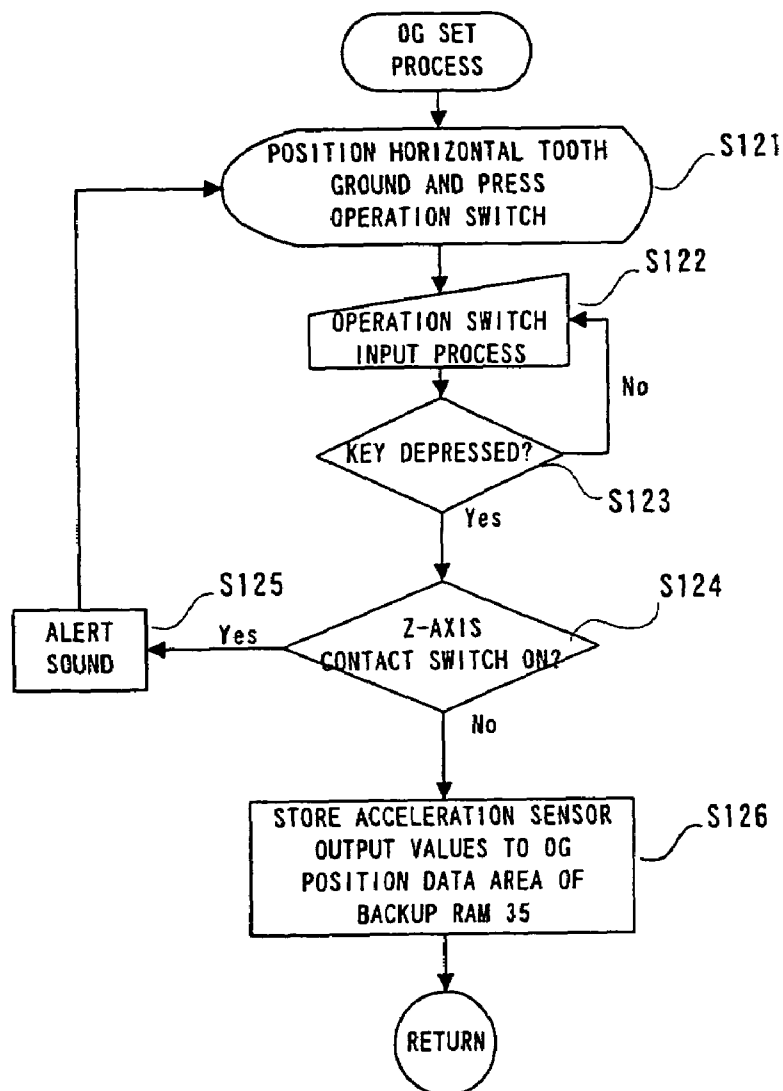 OG SET
PROCESS
POSITION HORIZONTAL TOOTH
GROUND AND PRESS
OPERATION SWITCH
S121
OPERATION SWITCH
INPUT PROCESS
S122
No
KEY DEPRESSED?
S123
Yes
Z-AXIS
CONTACT SWITCH ON?
S124
Yes
ALERT
SOUND
S125
No
STORE ACCELERATION SENSOR
OUTPUT VALUES TO OG
POSITION DATA AREA OF
BACKUP RAM 35
S126
RETURN